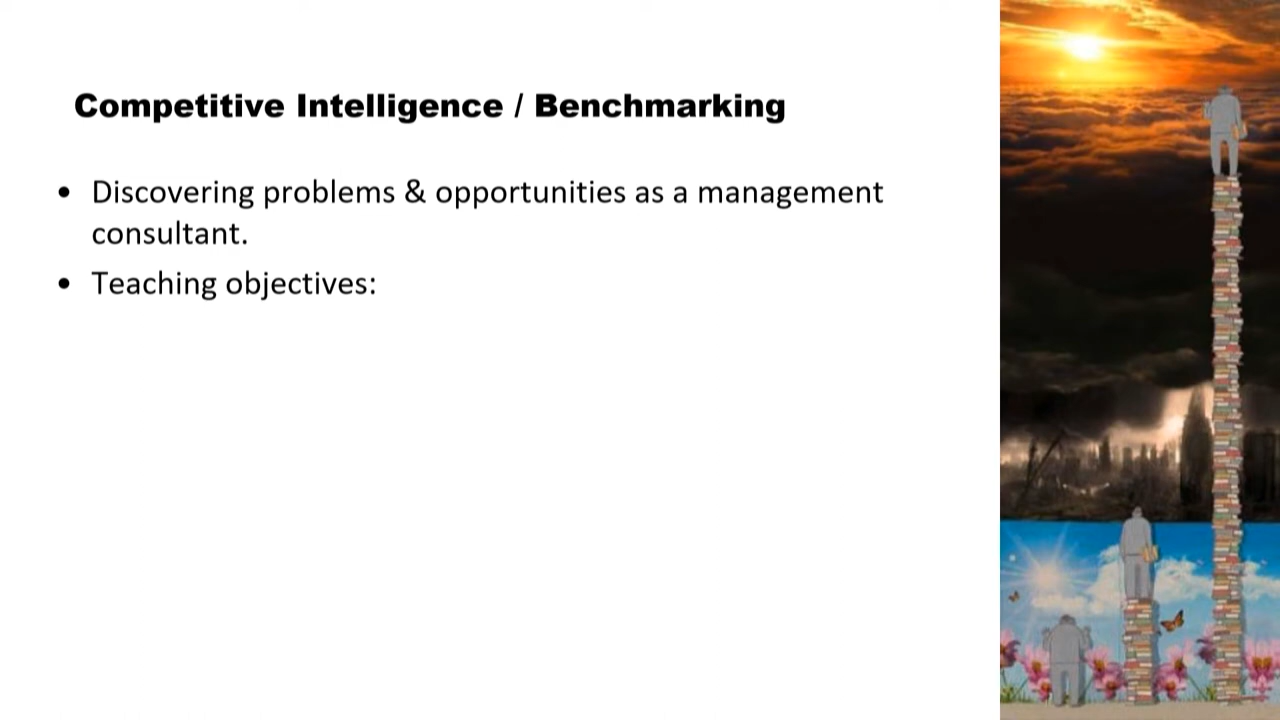 Competitive Intelligence / Benchmarking
• Discovering problems & opportunities as a management
consultant.
• Teaching objectives: